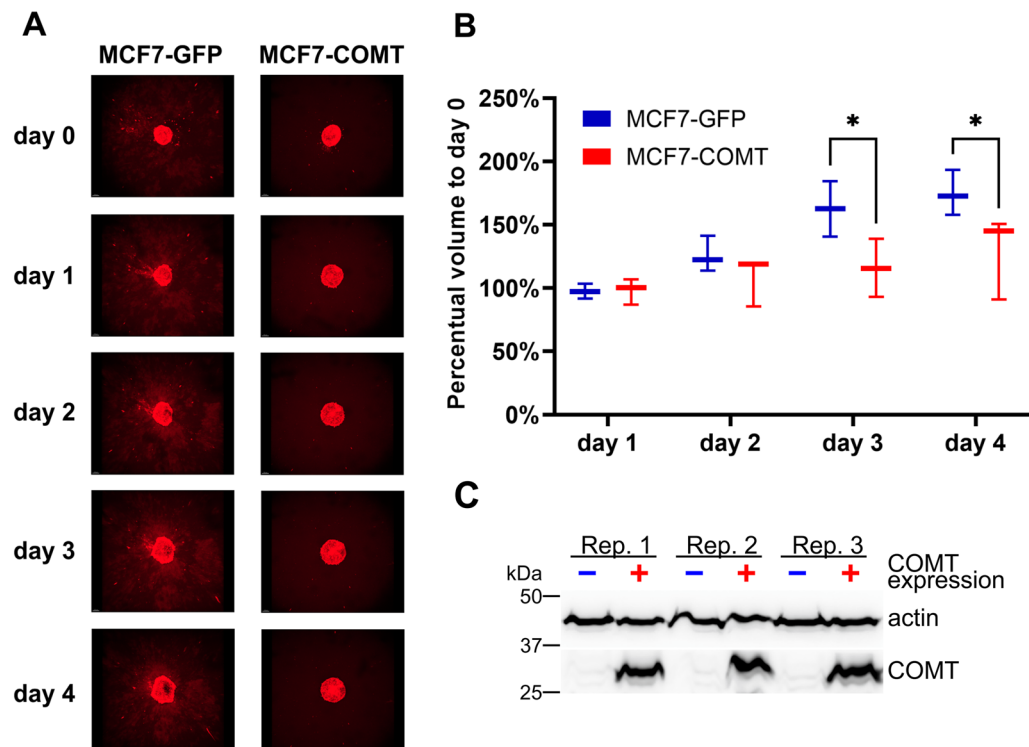 A
MCF7-GFP MCF7-COMT
day 0
day 1
day 2
day 3
day 4
B
Percentual volume to day 0
250%
200%
150%
100%
50%
0%
MCF7-GFP
MCF7-COMT
*
*
day 1 day 2 day 3 day 4
C
Rep. 1 Rep. 2 Rep. 3
kDa − + − + − + COMT
expression
50
actin
37
COMT
25